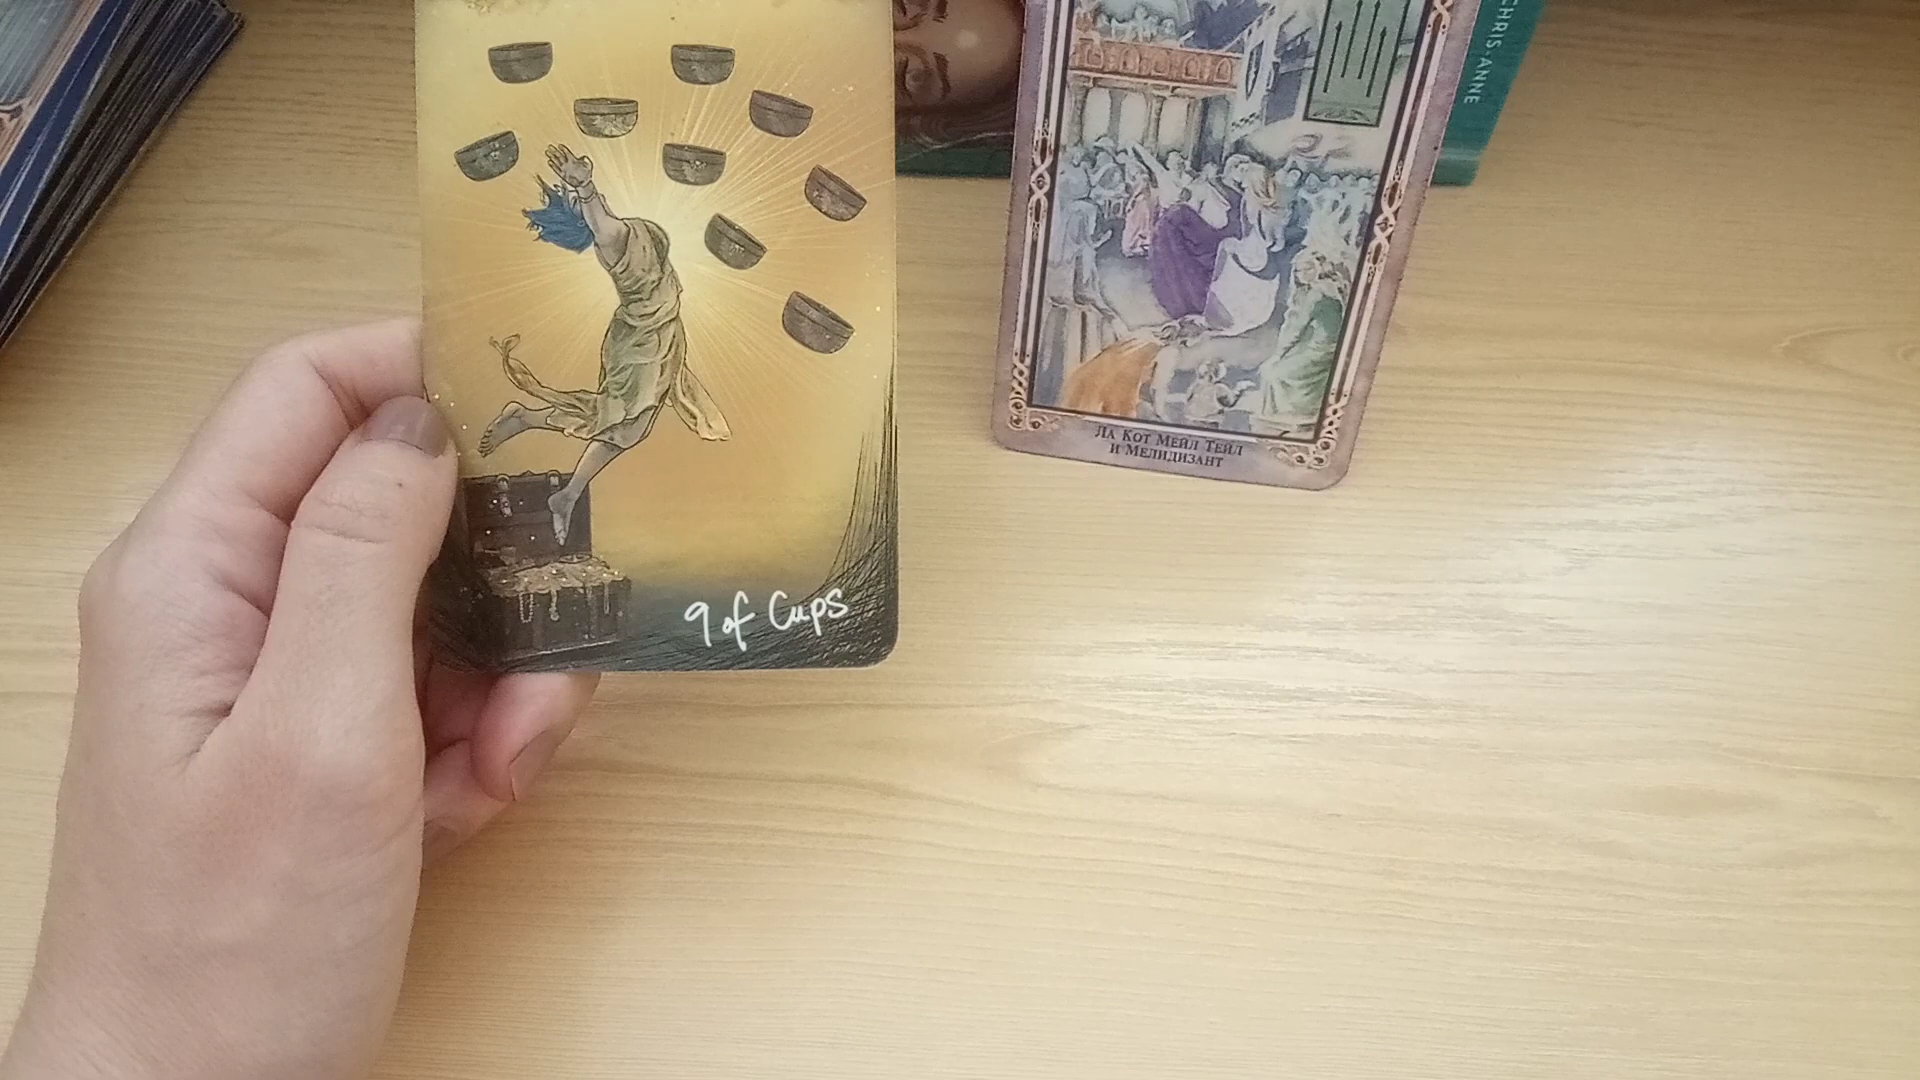 CHRIS-ANNE
9 of Cups
Ла Кот Мейл Тейл
и Мелидизант